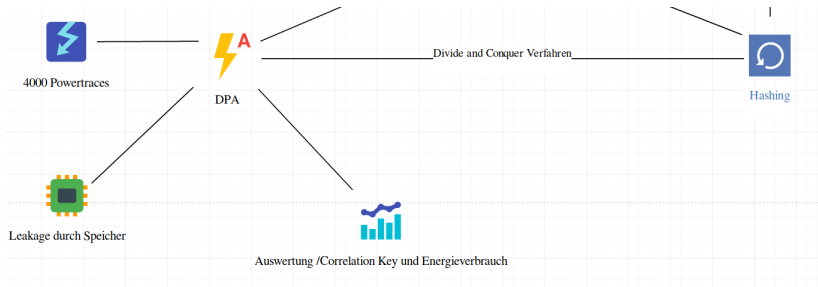 A
Divide and Conquer Verfahren
4000 Powertraces
DPA
Hashing
Leakage durch Speicher
Auswertung /Correlation Key und Energieverbrauch